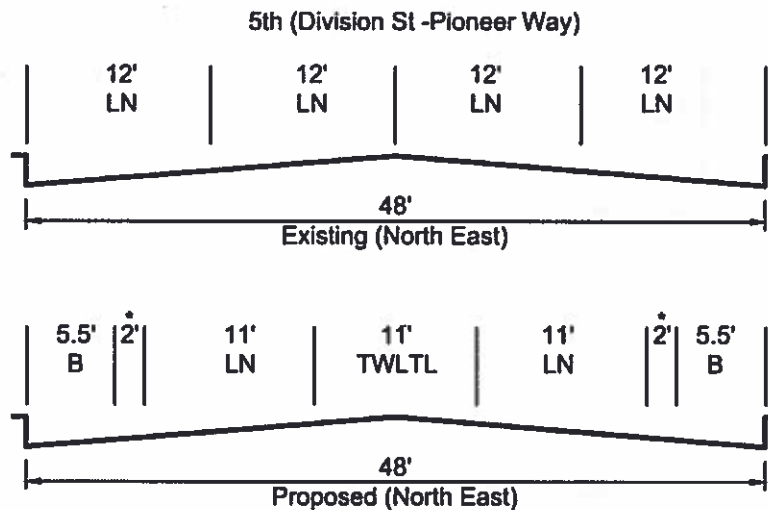 5th (Division St -Pioneer Way)
12' 12' 12' 12'
LN LN LN LN
48'
Existing (North East)
* *
5.5' 2' 11' 11' 11' 2' 5.5'
B LN TWLTL LN B
48'
Proposed (North East)